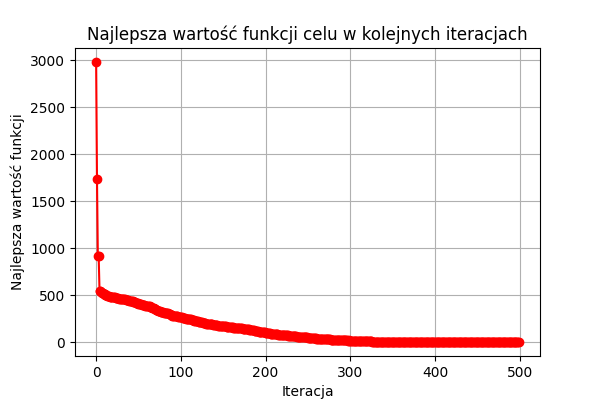 Najlepsza wartość funkcji celu w kolejnych iteracjach
Najlepsza wartość funkcji
3000
2500
2000
1500
1000
500
0
0 100 200 300 400 500
Iteracja